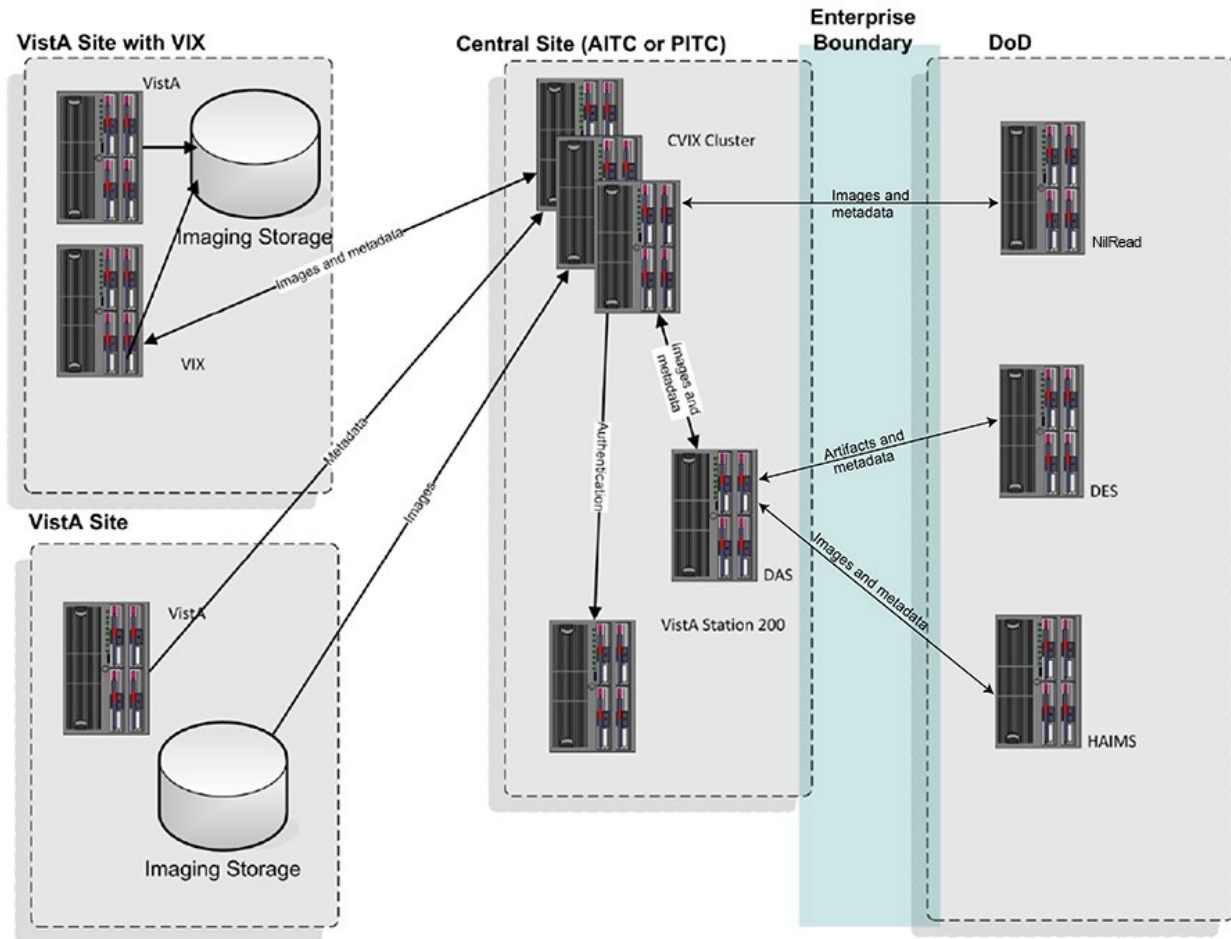 VistA Site with VIX
VistA
Imaging Storage
VIX
Images and metadata
VistA Site
VistA
Imaging Storage
Metadata
Images
Central Site (AITC or PITC)
CVIX Cluster
Images and
metadata
Authentication
DAS
VistA Station 200
Enterprise
Boundary
Images and
metadata
Artifacts and
metadata
Images and metadata
DoD
NilRead
DES
HAIMS